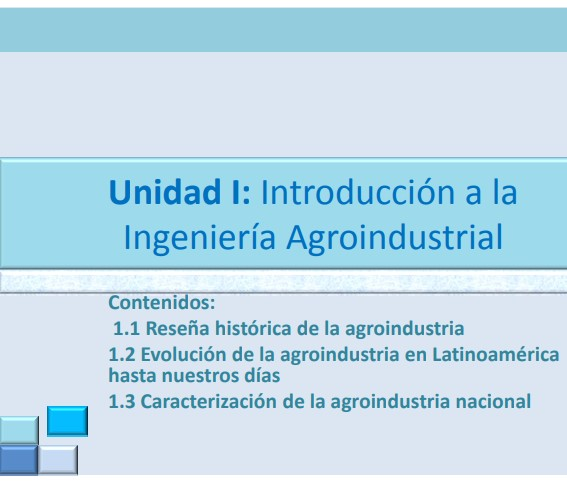 Unidad I: Introducción a la
Ingeniería Agroindustrial
Contenidos:
1.1 Reseña histórica de la agroindustria
1.2 Evolución de la agroindustria en Latinoamérica
hasta nuestros días
1.3 Caracterización de la agroindustria nacional